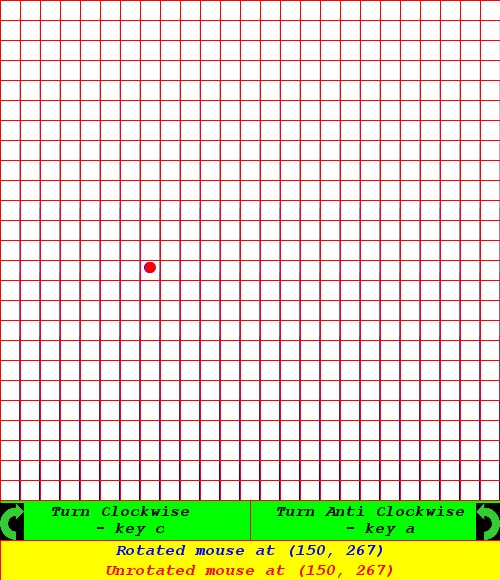 Turn Clockwise
- key c
Turn Anti Clockwise
- key a
Rotated mouse at (150, 267)
Unrotated mouse at (150, 267)